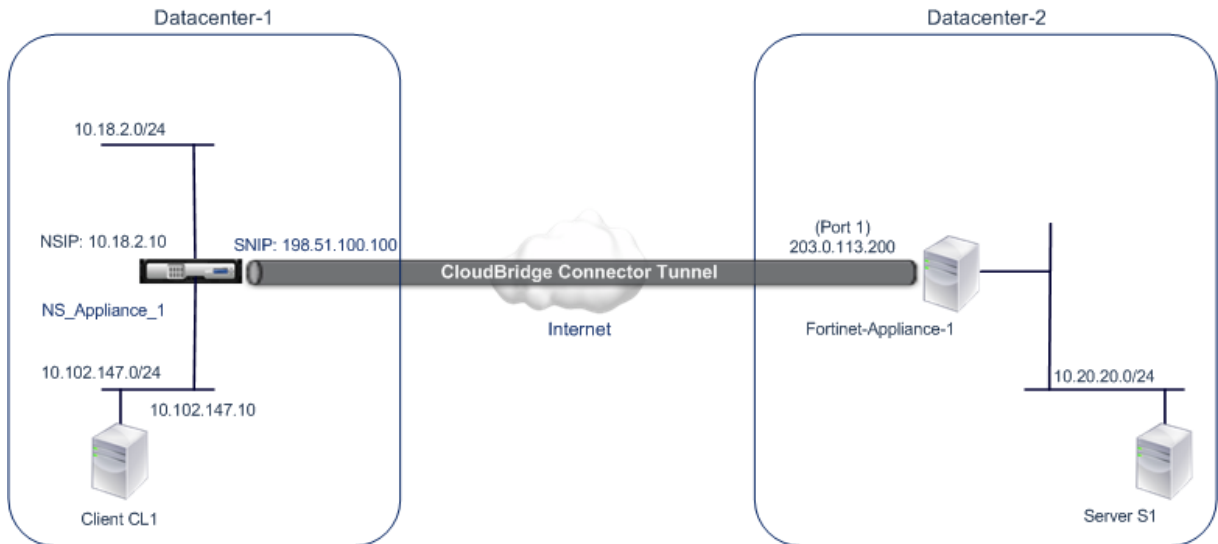 Datacenter-1
Datacenter-2
10.18.2.0/24
NSIP: 10.18.2.10
SNIP: 198.51.100.100
(Port 1)
203.0.113.200
CloudBridge Connector Tunnel
NS_Appliance_1
Internet
Fortinet-Appliance-1
10.102.147.0/24
10.102.147.10
10.20.20.0/24
Client CL1
Server S1